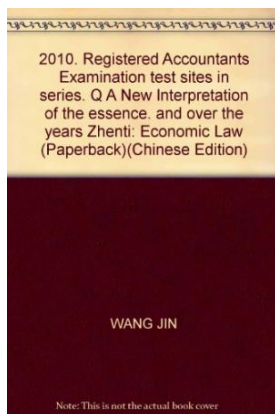 2010. Registered Accountants
Examination test sites in
series. Q A New Interpretation
of the essence. and over the
years Zhenti: Economic Law
(Paperback)(Chinese Edition)
WANG JIN
Note: This is not the actual book cover